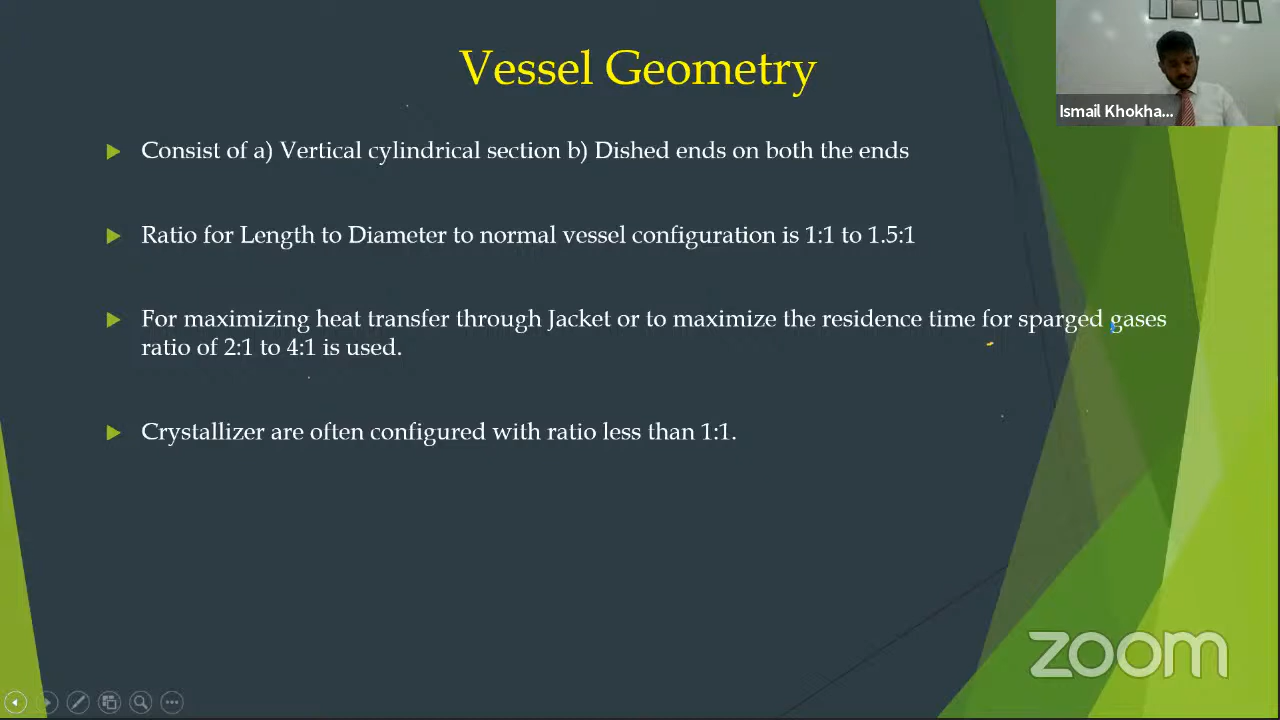 Vessel Geometry
Ismail Khokha...
Consist of a) Vertical cylindrical section b) Dished ends on both the ends
Ratio for Length to Diameter to normal vessel configuration is 1:1 to 1.5:1
For maximizing heat transfer through Jacket or to maximize the residence time for sparged gases
ratio of 2:1 to 4:1 is used.
Crystallizer are often configured with ratio less than 1:1.
zoom